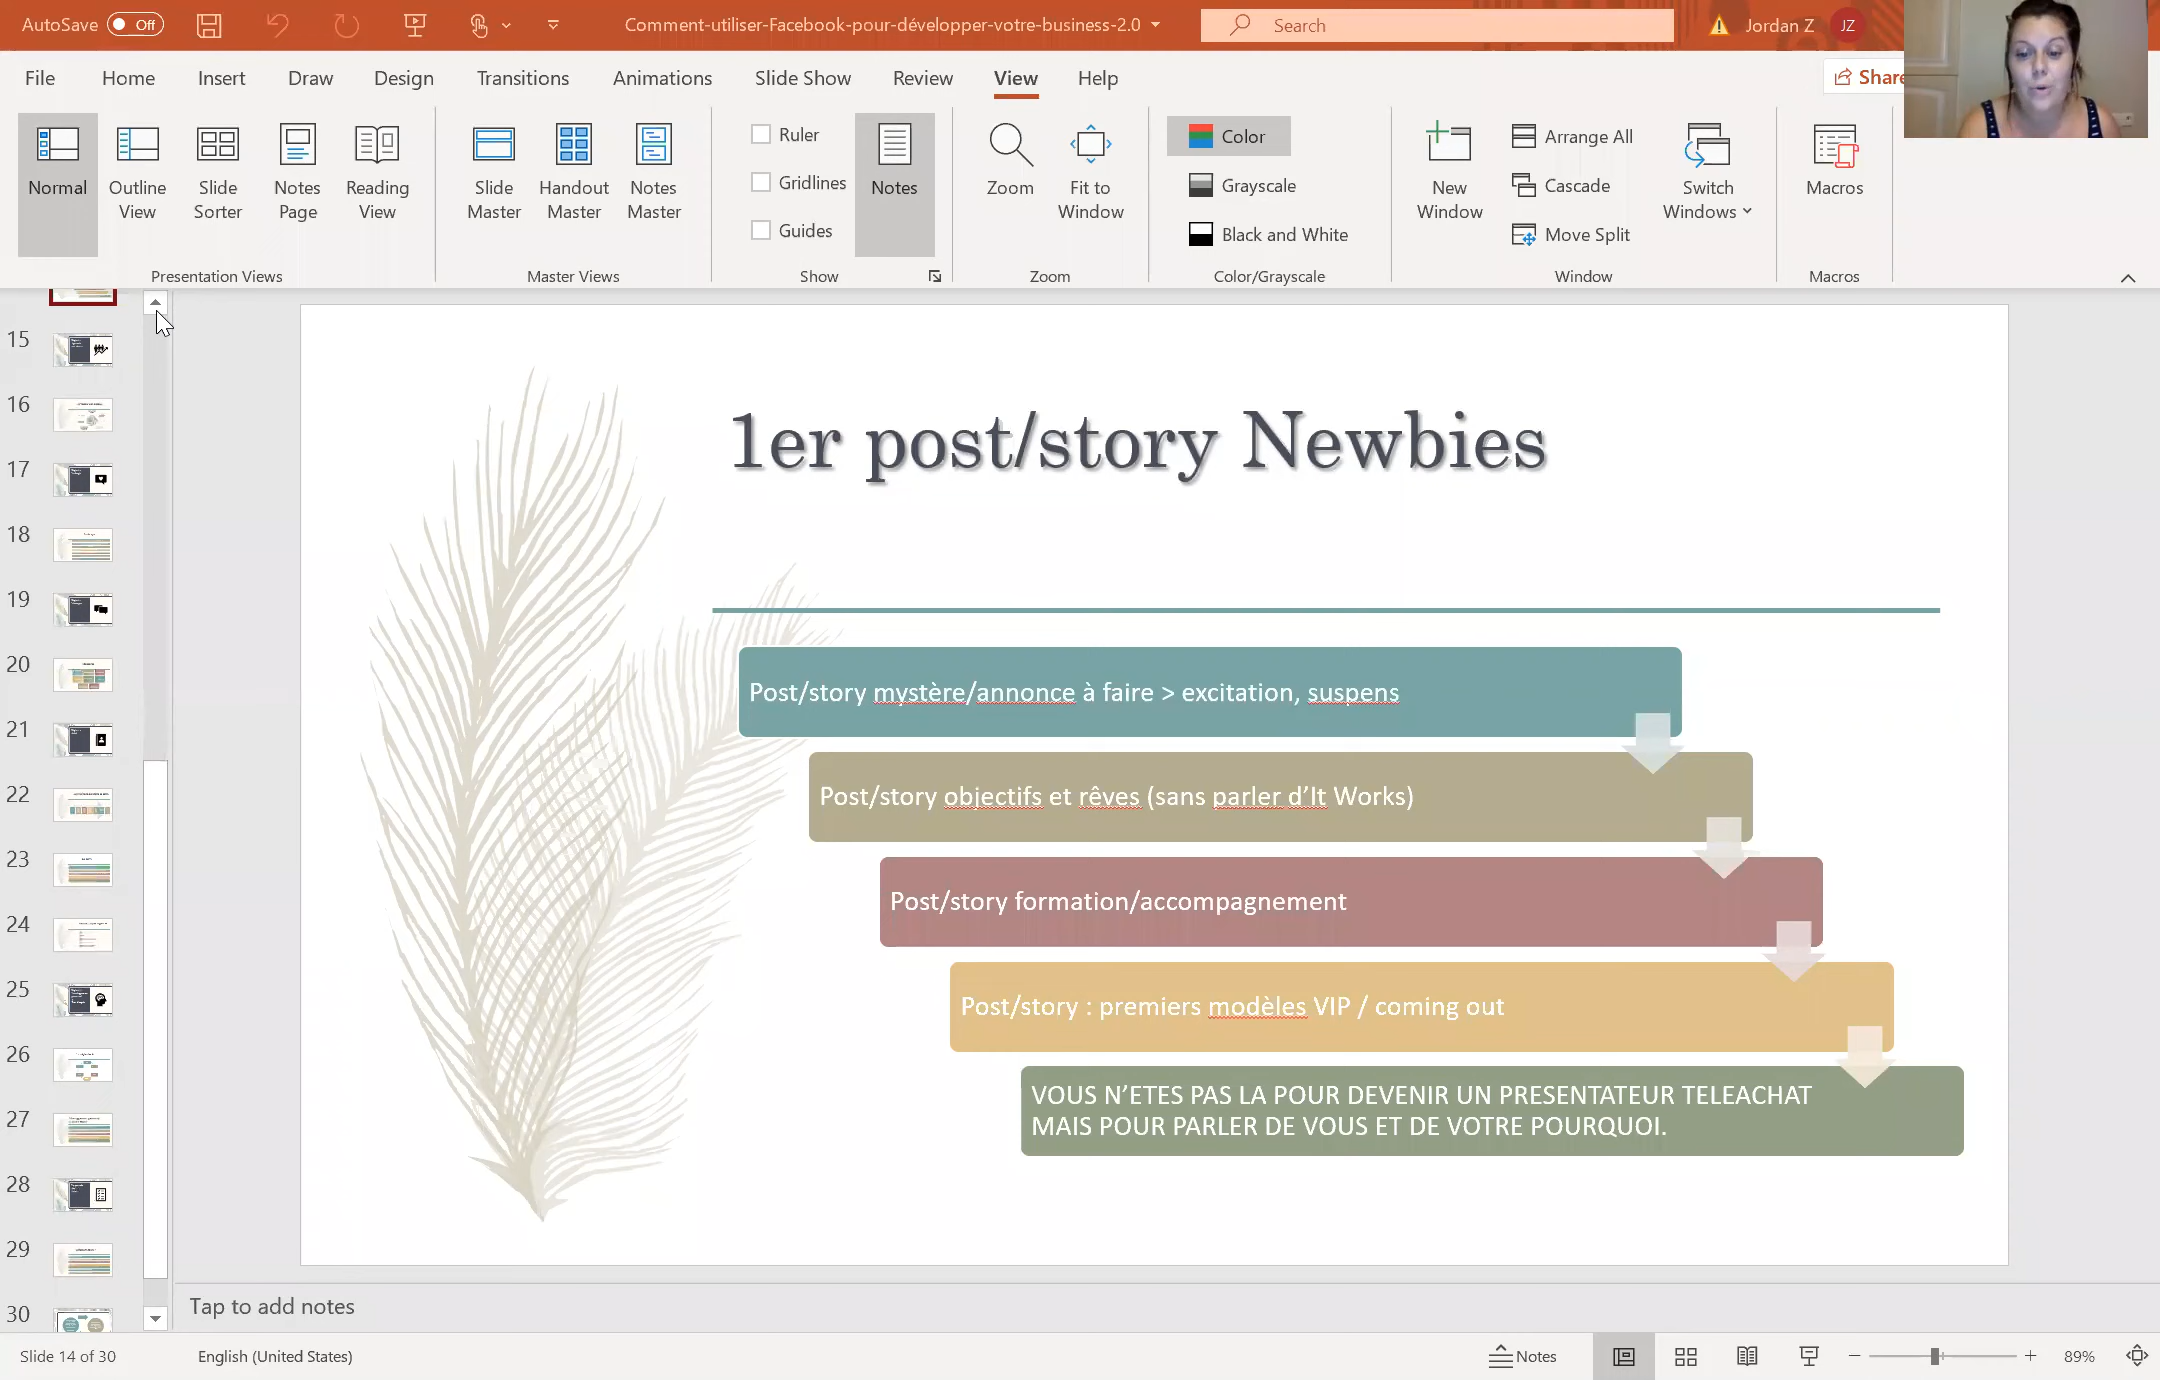 AutoSave Off
Comment-utiliser-Facebook-pour-développer-votre-business-2.0
Search
Jordan Z
JZ
File Home Insert Draw Design Transitions Animations Slide Show Review View Help
Share
Normal
Outline View
Slide Sorter
Notes Page
Reading View
Presentation Views
Slide Master
Handout Master
Notes Master
Master Views
Ruler
Gridlines
Guides
Notes
Show
Zoom
Fit to Window
Zoom
Color
Grayscale
Black and White
Color/Grayscale
New Window
Arrange All
Cascade
Move Split
Switch Windows
Window
Macros
Macros
15
16
17
18
19
20
21
22
23
24
25
26
27
28
29
30
1er post/story Newbies
Post/story mystère/annonce à faire > excitation, suspens
Post/story objectifs et rêves (sans parler d’It Works)
Post/story formation/accompagnement
Post/story : premiers modèles VIP / coming out
VOUS N’ETES PAS LA POUR DEVENIR UN PRESENTATEUR TELEACHAT
MAIS POUR PARLER DE VOUS ET DE VOTRE POURQUOI.
Tap to add notes
Slide 14 of 30
English (United States)
Notes
89%